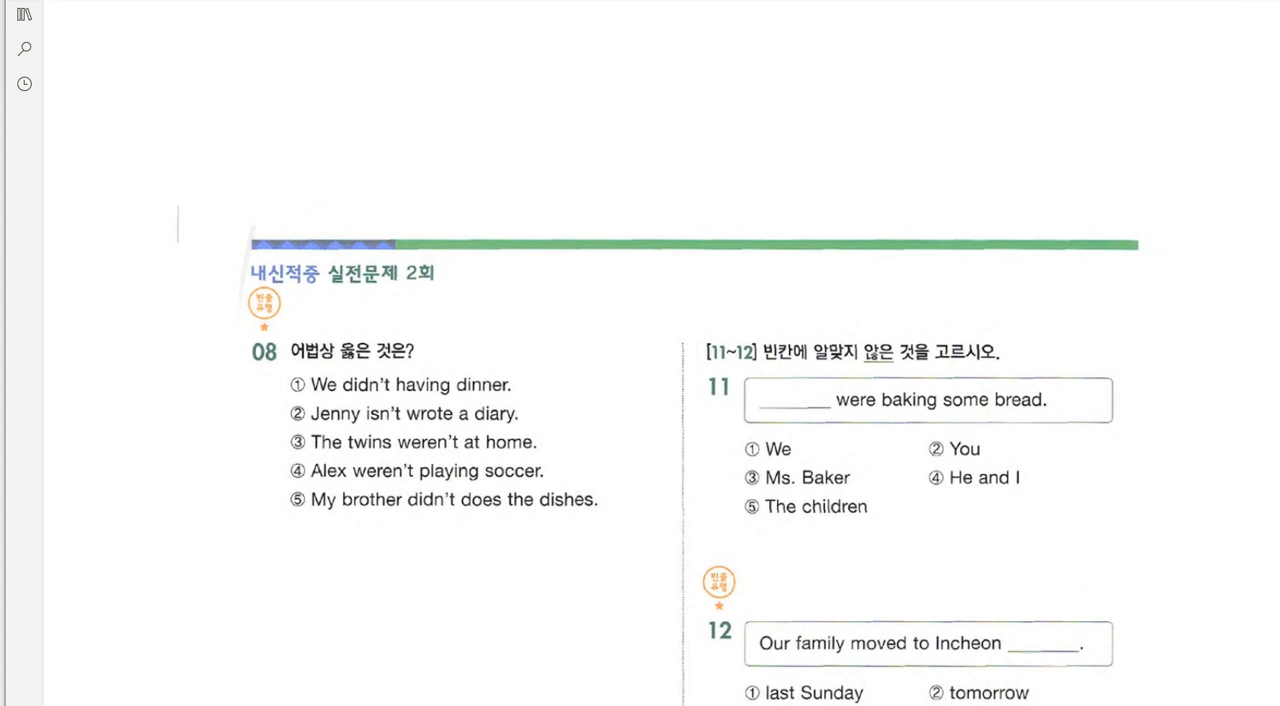 내신적중 실전문제 2회
빈출
유형
08 어법상 옳은 것은?
① We didn't having dinner.
② Jenny isn't wrote a diary.
③ The twins weren't at home.
④ Alex weren't playing soccer.
⑤ My brother didn't does the dishes.
[11~12] 빈칸에 알맞지 않은 것을 고르시오.
11 ________ were baking some bread.
① We ② You
③ Ms. Baker ④ He and I
⑤ The children
빈출
유형
12 Our family moved to Incheon ________.
① last Sunday ② tomorrow